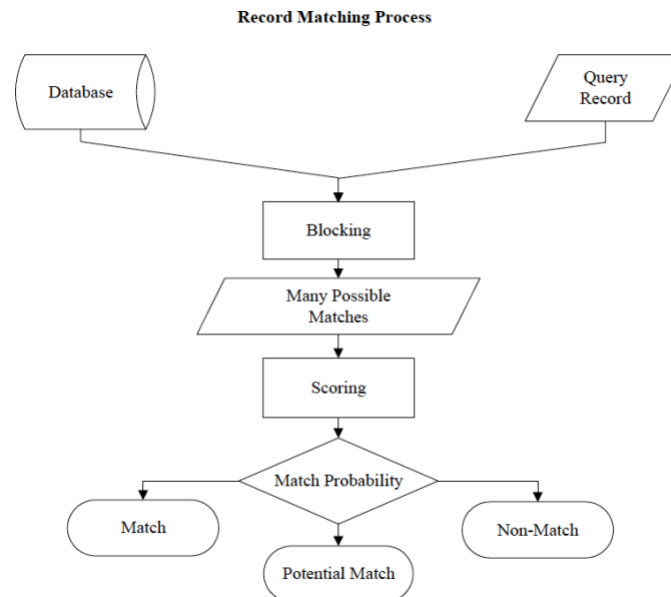 Record Matching Process
Database
Query
Record
Blocking
Many Possible
Matches
Scoring
Match Probability
Match
Non-Match
Potential Match